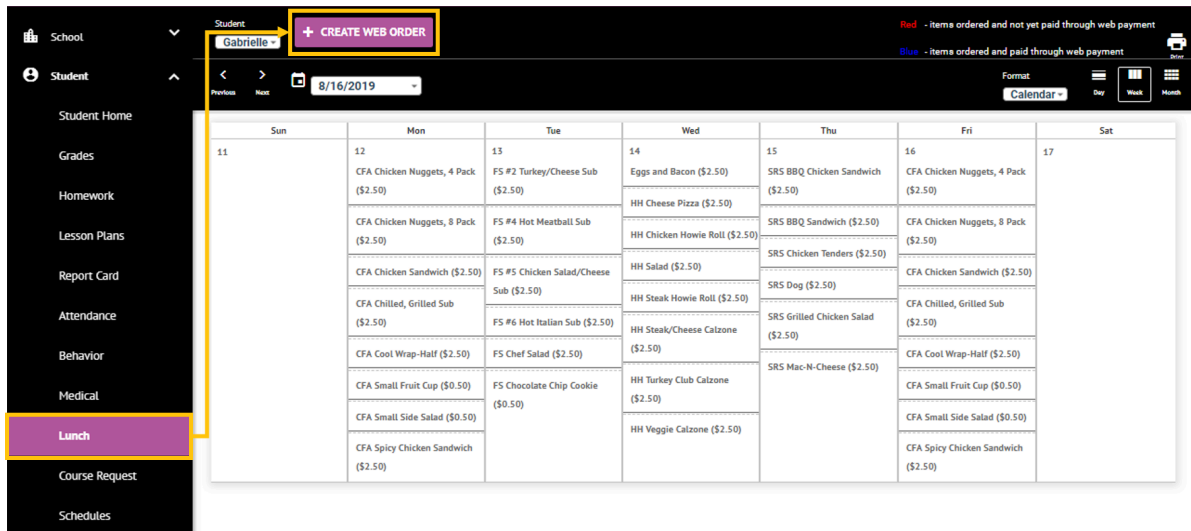 School
Student
Student Home
Grades
Homework
Lesson Plans
Report Card
Attendance
Behavior
Medical
Lunch
Course Request
Schedules
Student
Gabrielle
+ CREATE WEB ORDER
Red - items ordered and not yet paid through web payment
Blue - items ordered and paid through web payment
Print
Previous
Next
8/16/2019
Format
Calendar
Day
Week
Month
Sun
Mon
Tue
Wed
Thu
Fri
Sat
11
12
CFA Chicken Nuggets, 4 Pack
($2.50)
CFA Chicken Nuggets, 8 Pack
($2.50)
CFA Chicken Sandwich ($2.50)
CFA Chilled, Grilled Sub
($2.50)
CFA Cool Wrap-Half ($2.50)
CFA Small Fruit Cup ($0.50)
CFA Small Side Salad ($0.50)
CFA Spicy Chicken Sandwich
($2.50)
13
FS #2 Turkey/Cheese Sub
($2.50)
FS #4 Hot Meatball Sub
($2.50)
FS #5 Chicken Salad/Cheese
Sub ($2.50)
FS #6 Hot Italian Sub ($2.50)
FS Chef Salad ($2.50)
FS Chocolate Chip Cookie
($0.50)
14
Eggs and Bacon ($2.50)
HH Cheese Pizza ($2.50)
HH Chicken Howie Roll ($2.50)
HH Salad ($2.50)
HH Steak Howie Roll ($2.50)
HH Steak/Cheese Calzone
($2.50)
HH Turkey Club Calzone
($2.50)
HH Veggie Calzone ($2.50)
15
SRS BBQ Chicken Sandwich
($2.50)
SRS BBQ Sandwich ($2.50)
SRS Chicken Tenders ($2.50)
SRS Dog ($2.50)
SRS Grilled Chicken Salad
($2.50)
SRS Mac-N-Cheese ($2.50)
16
CFA Chicken Nuggets, 4 Pack
($2.50)
CFA Chicken Nuggets, 8 Pack
($2.50)
CFA Chicken Sandwich ($2.50)
CFA Chilled, Grilled Sub
($2.50)
CFA Cool Wrap-Half ($2.50)
CFA Small Fruit Cup ($0.50)
CFA Small Side Salad ($0.50)
CFA Spicy Chicken Sandwich
($2.50)
17